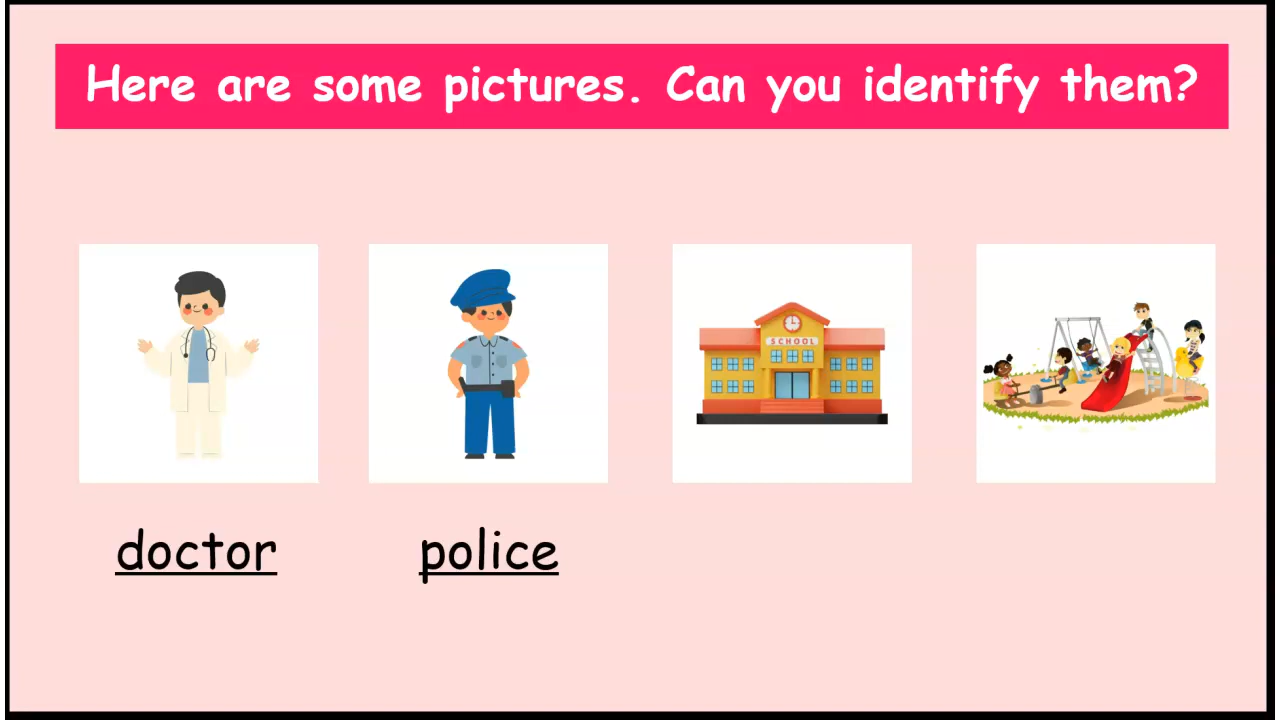 Here are some pictures. Can you identify them?
SCHOOL
doctor
police